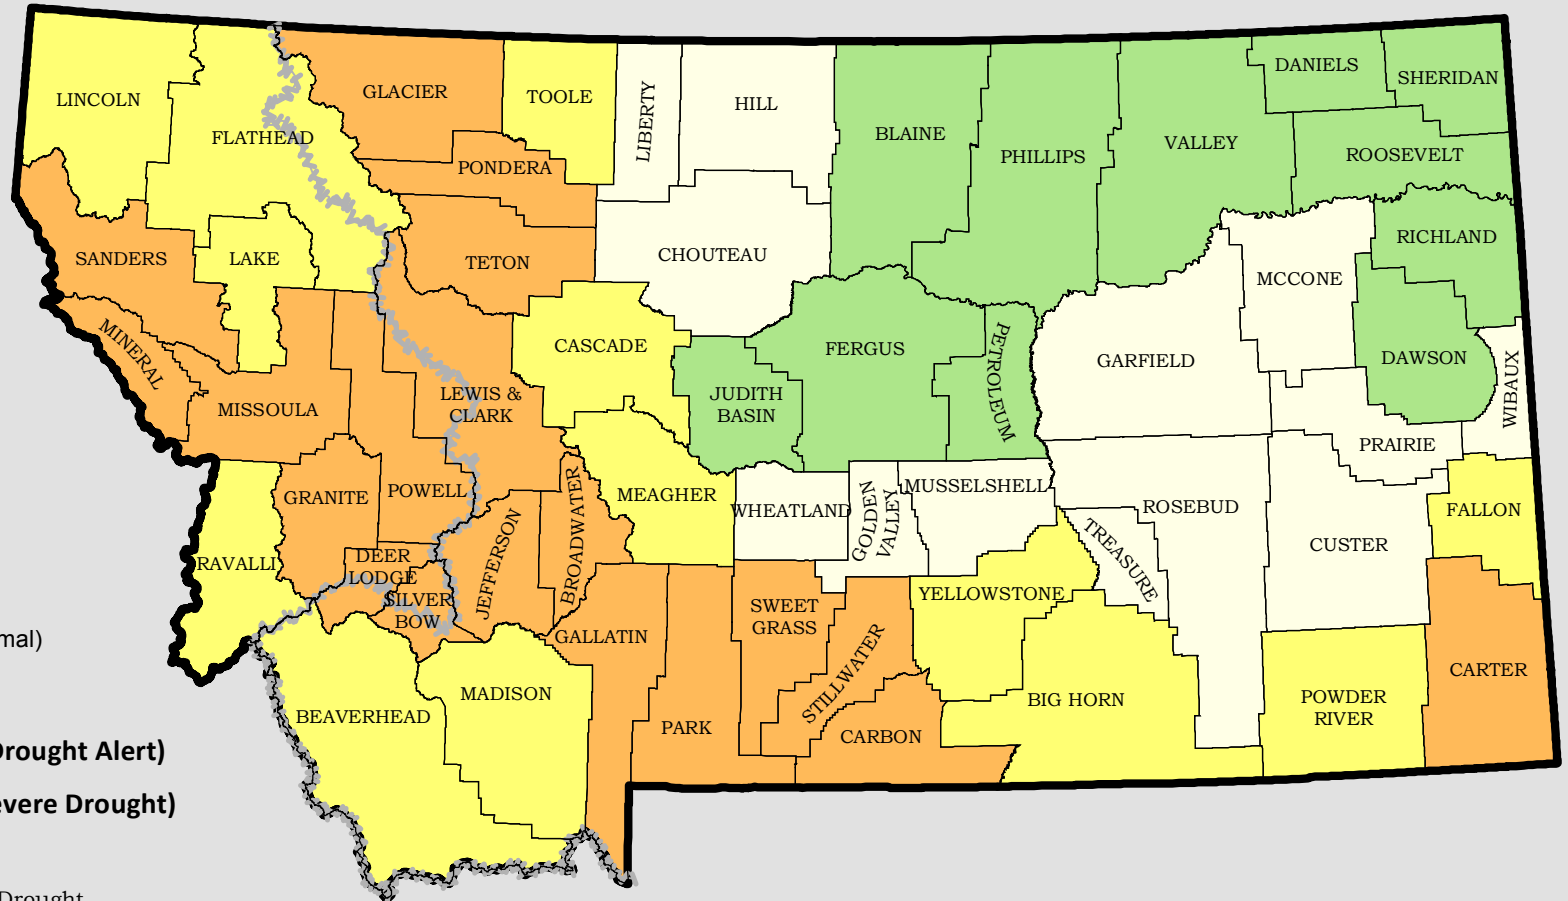 LINCOLN
FLATHEAD
GLACIER
TOOLE
LIBERTY
HILL
BLAINE
PHILLIPS
VALLEY
DANIELS
SHERIDAN
ROOSEVELT
PONDERA
SANDERS
LAKE
TETON
CHOUTEAU
RICHLAND
MCCONE
MINERAL
MISSOULA
LEWIS &
CLARK
CASCADE
JUDITH
BASIN
FERGUS
PETROLEUM
GARFIELD
DAWSON
WIBAUX
PRAIRIE
GRANITE
POWELL
MEAGHER
WHEATLAND
GOLDEN
VALLEY
MUSSELSHELL
ROSEBUD
TREASURE
CUSTER
FALLON
RAVALLI
DEER
LODGE
SILVER
BOW
JEFFERSON
BROADWATER
GALLATIN
SWEET
GRASS
STILLWATER
YELLOWSTONE
BIG HORN
POWDER
RIVER
CARTER
BEAVERHEAD
MADISON
PARK
CARBON
mal)
Drought Alert)
evere Drought)
Drought